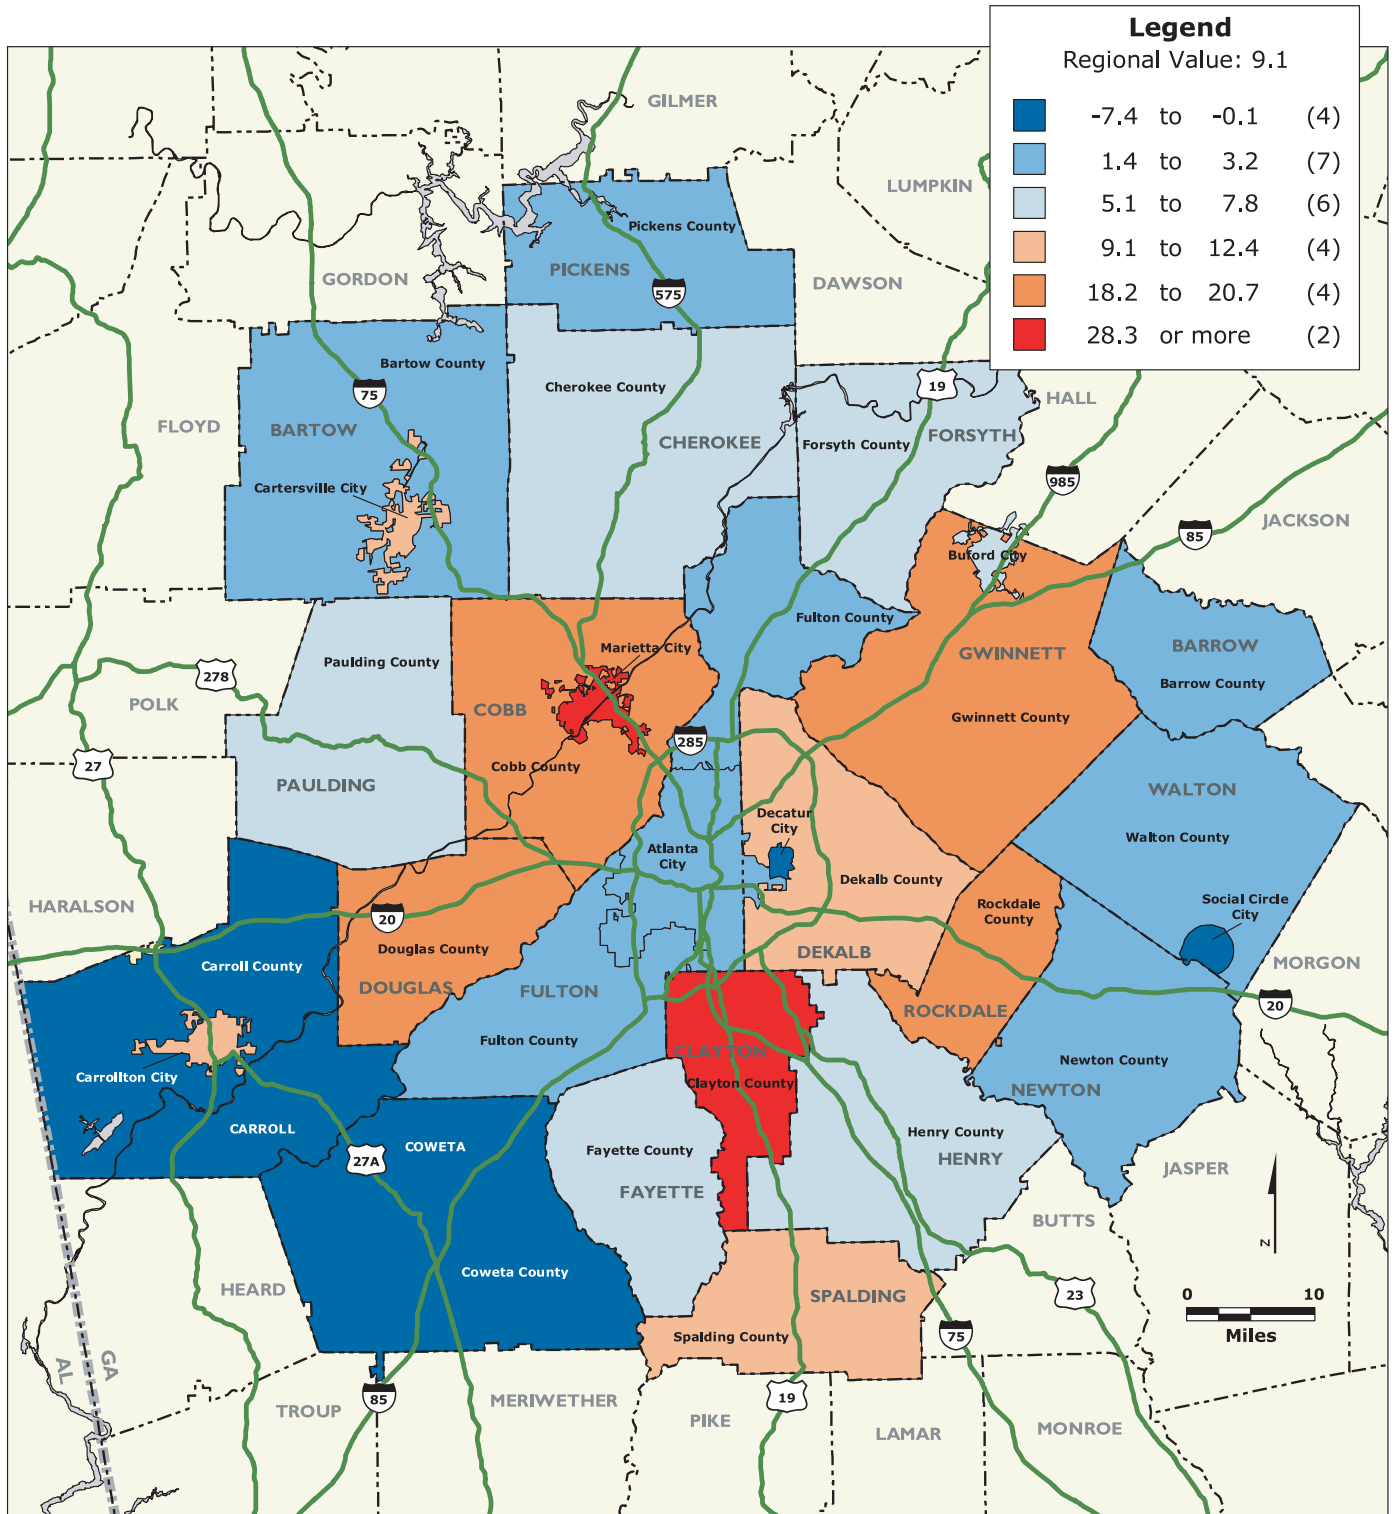 Legend
Regional Value: 9.1
-7.4 to -0.1 (4)
1.4 to 3.2 (7)
5.1 to 7.8 (6)
9.1 to 12.4 (4)
18.2 to 20.7 (4)
28.3 or more (2)
GILMER
LUMPKIN
Pickens County
PICKENS
GORDON
DAWSON
575
Bartow County
Cherokee County
19
75
HALL
FLOYD
BARTOW
CHEROKEE
Forsyth County
FORSYTH
985
Cartersville City
JACKSON
85
Buford City
Fulton County
Marietta City
GWINNETT
BARROW
Paulding County
278
Barrow County
POLK
COBB
Gwinnett County
285
27
Cobb County
PAULDING
WALTON
Decatur
City
Walton County
Atlanta
City
Dekalb County
HARALSON
Rockdale
County
Social Circle
City
20
Douglas County
DEKALB
Carroll County
MORGON
DOUGLAS
FULTON
ROCKDALE
20
Fulton County
CLAYTON
Newton County
Carrollton City
Clayton County
NEWTON
CARROLL
COWETA
Henry County
Fayette County
HENRY
27A
JASPER
FAYETTE
BUTTS
N
Coweta County
HEARD
SPALDING
23
0 10
Miles
Spalding County
75
GA
AL
85
19
MERIWETHER
TROUP
PIKE
LAMAR
MONROE